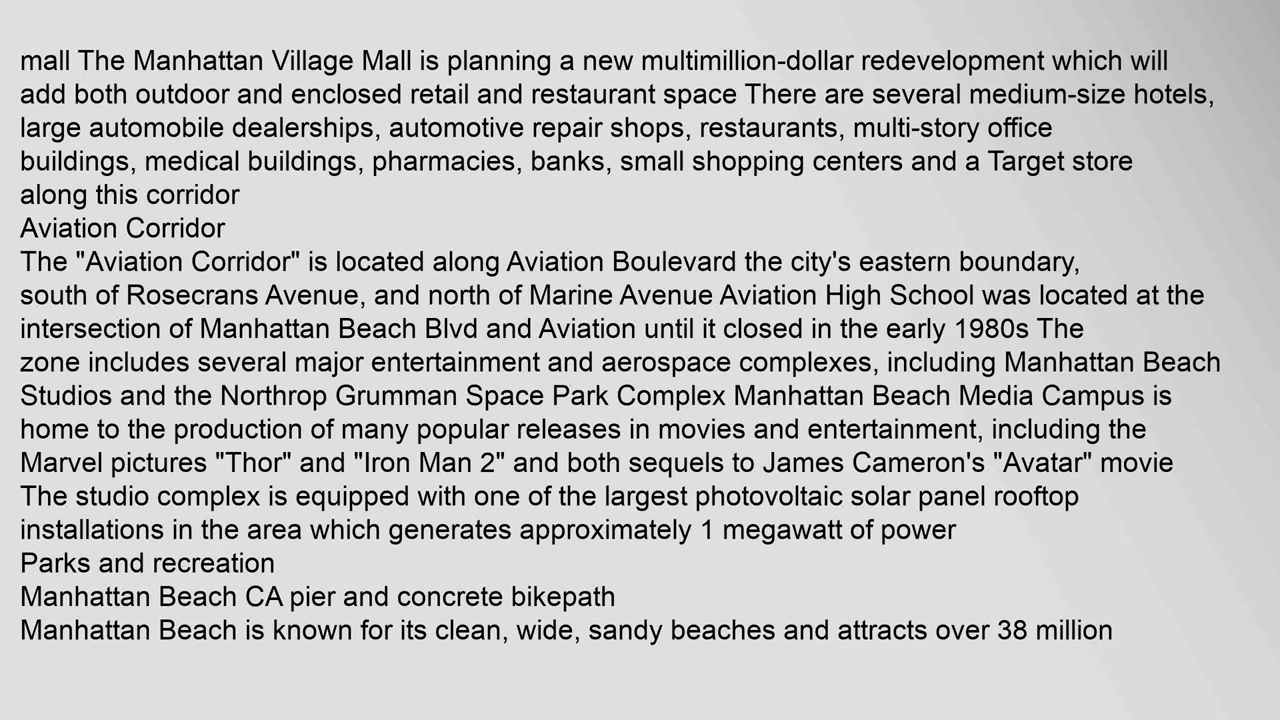 mall The Manhattan Village Mall is planning a new multimillion-dollar redevelopment which will
add both outdoor and enclosed retail and restaurant space There are several medium-size hotels,
large automobile dealerships, automotive repair shops, restaurants, multi-story office
buildings, medical buildings, pharmacies, banks, small shopping centers and a Target store
along this corridor
Aviation Corridor
The "Aviation Corridor" is located along Aviation Boulevard the city's eastern boundary,
south of Rosecrans Avenue, and north of Marine Avenue Aviation High School was located at the
intersection of Manhattan Beach Blvd and Aviation until it closed in the early 1980s The
zone includes several major entertainment and aerospace complexes, including Manhattan Beach
Studios and the Northrop Grumman Space Park Complex Manhattan Beach Media Campus is
home to the production of many popular releases in movies and entertainment, including the
Marvel pictures "Thor" and "Iron Man 2" and both sequels to James Cameron's "Avatar" movie
The studio complex is equipped with one of the largest photovoltaic solar panel rooftop
installations in the area which generates approximately 1 megawatt of power
Parks and recreation
Manhattan Beach CA pier and concrete bikepath
Manhattan Beach is known for its clean, wide, sandy beaches and attracts over 38 million